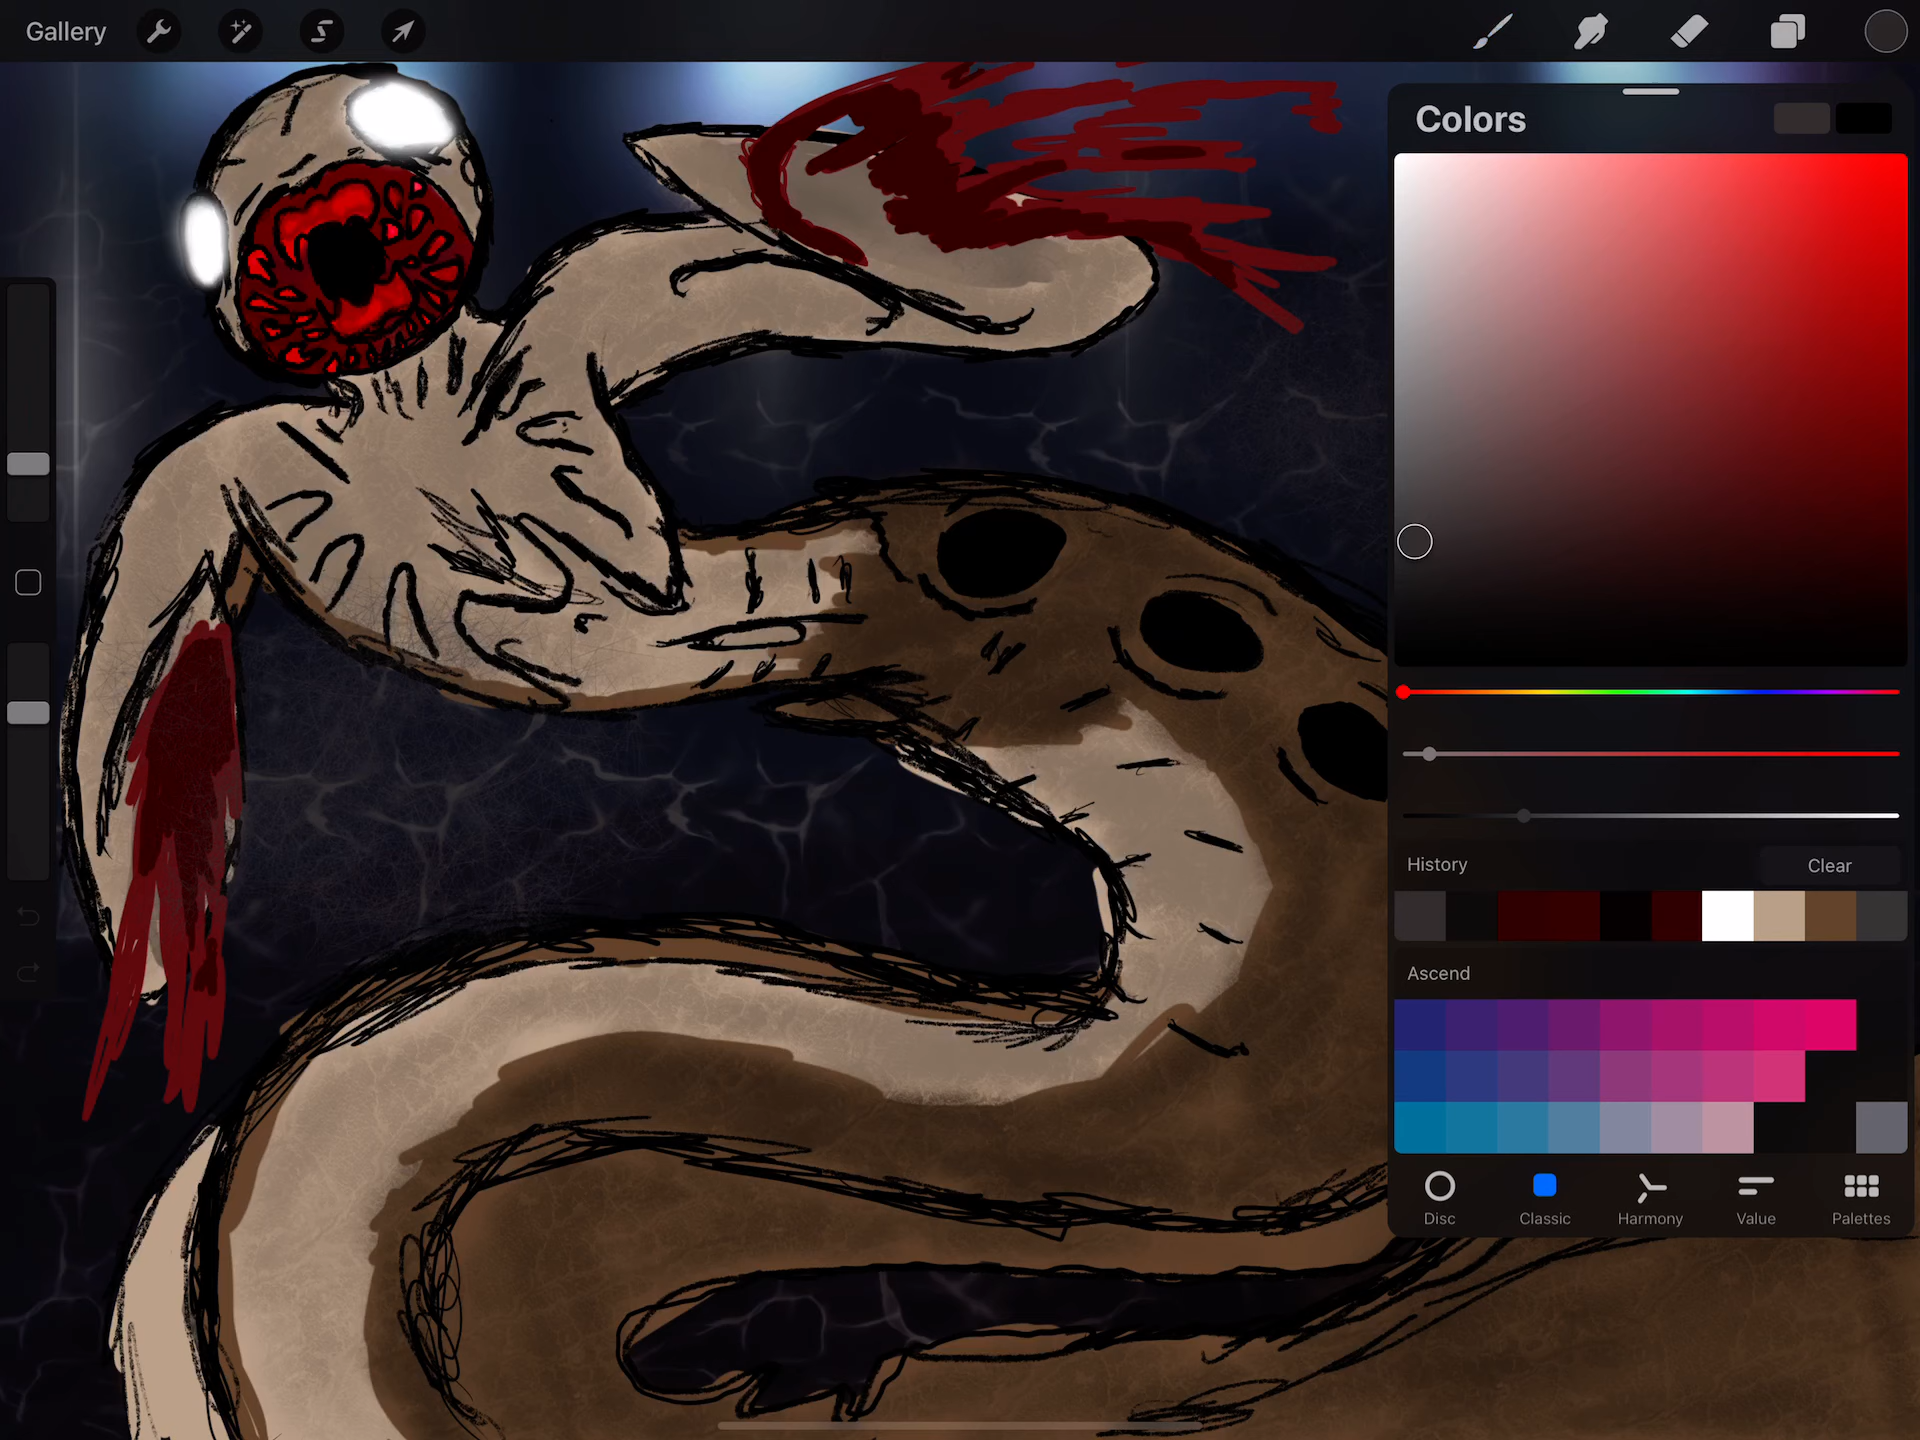 Gallery
Colors
History
Clear
Ascend
Disc
Classic
Harmony
Value
Palettes